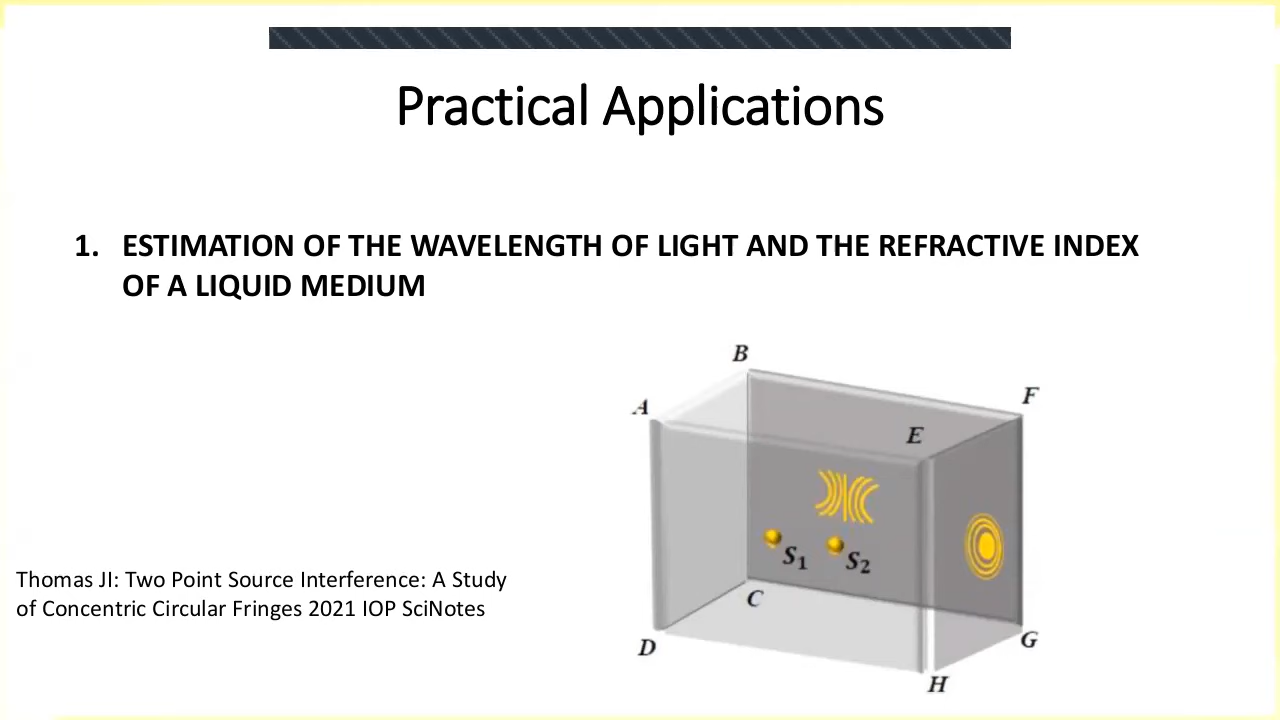 Practical Applications
1. ESTIMATION OF THE WAVELENGTH OF LIGHT AND THE REFRACTIVE INDEX
OF A LIQUID MEDIUM
B
F
A
E
S1
S2
Thomas JI: Two Point Source Interference: A Study
of Concentric Circular Fringes 2021 IOP SciNotes
C
G
D
H